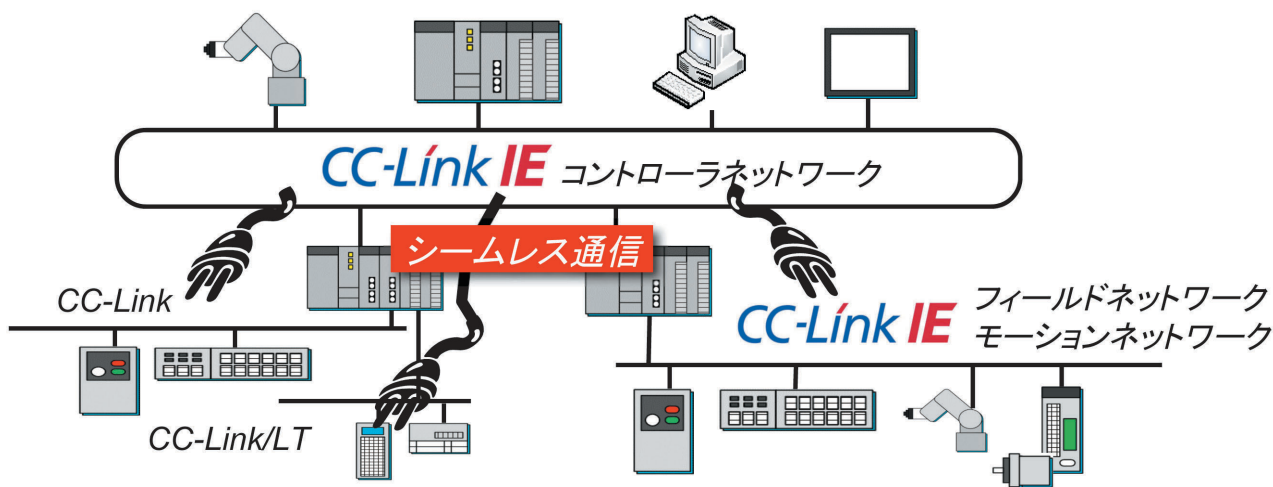 CC-Link IE コントローラネットワーク
シームレス通信
CC-Link
CC-Link IE フィールドネットワーク
モーションネットワーク
CC-Link/LT